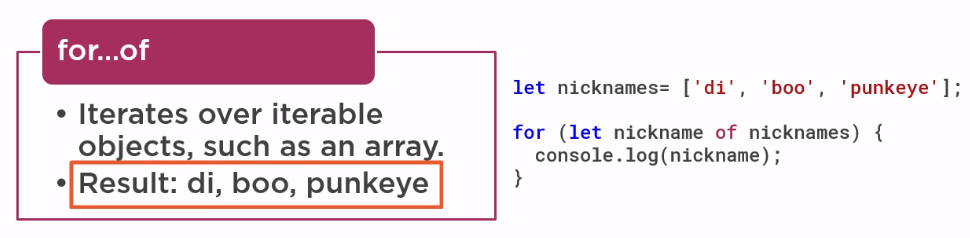 for...of
• Iterates over iterable
objects, such as an array.
• Result: di, boo, punkeye
let nicknames= ['di', 'boo', 'punkeye'];
for (let nickname of nicknames) {
  console.log(nickname);
}